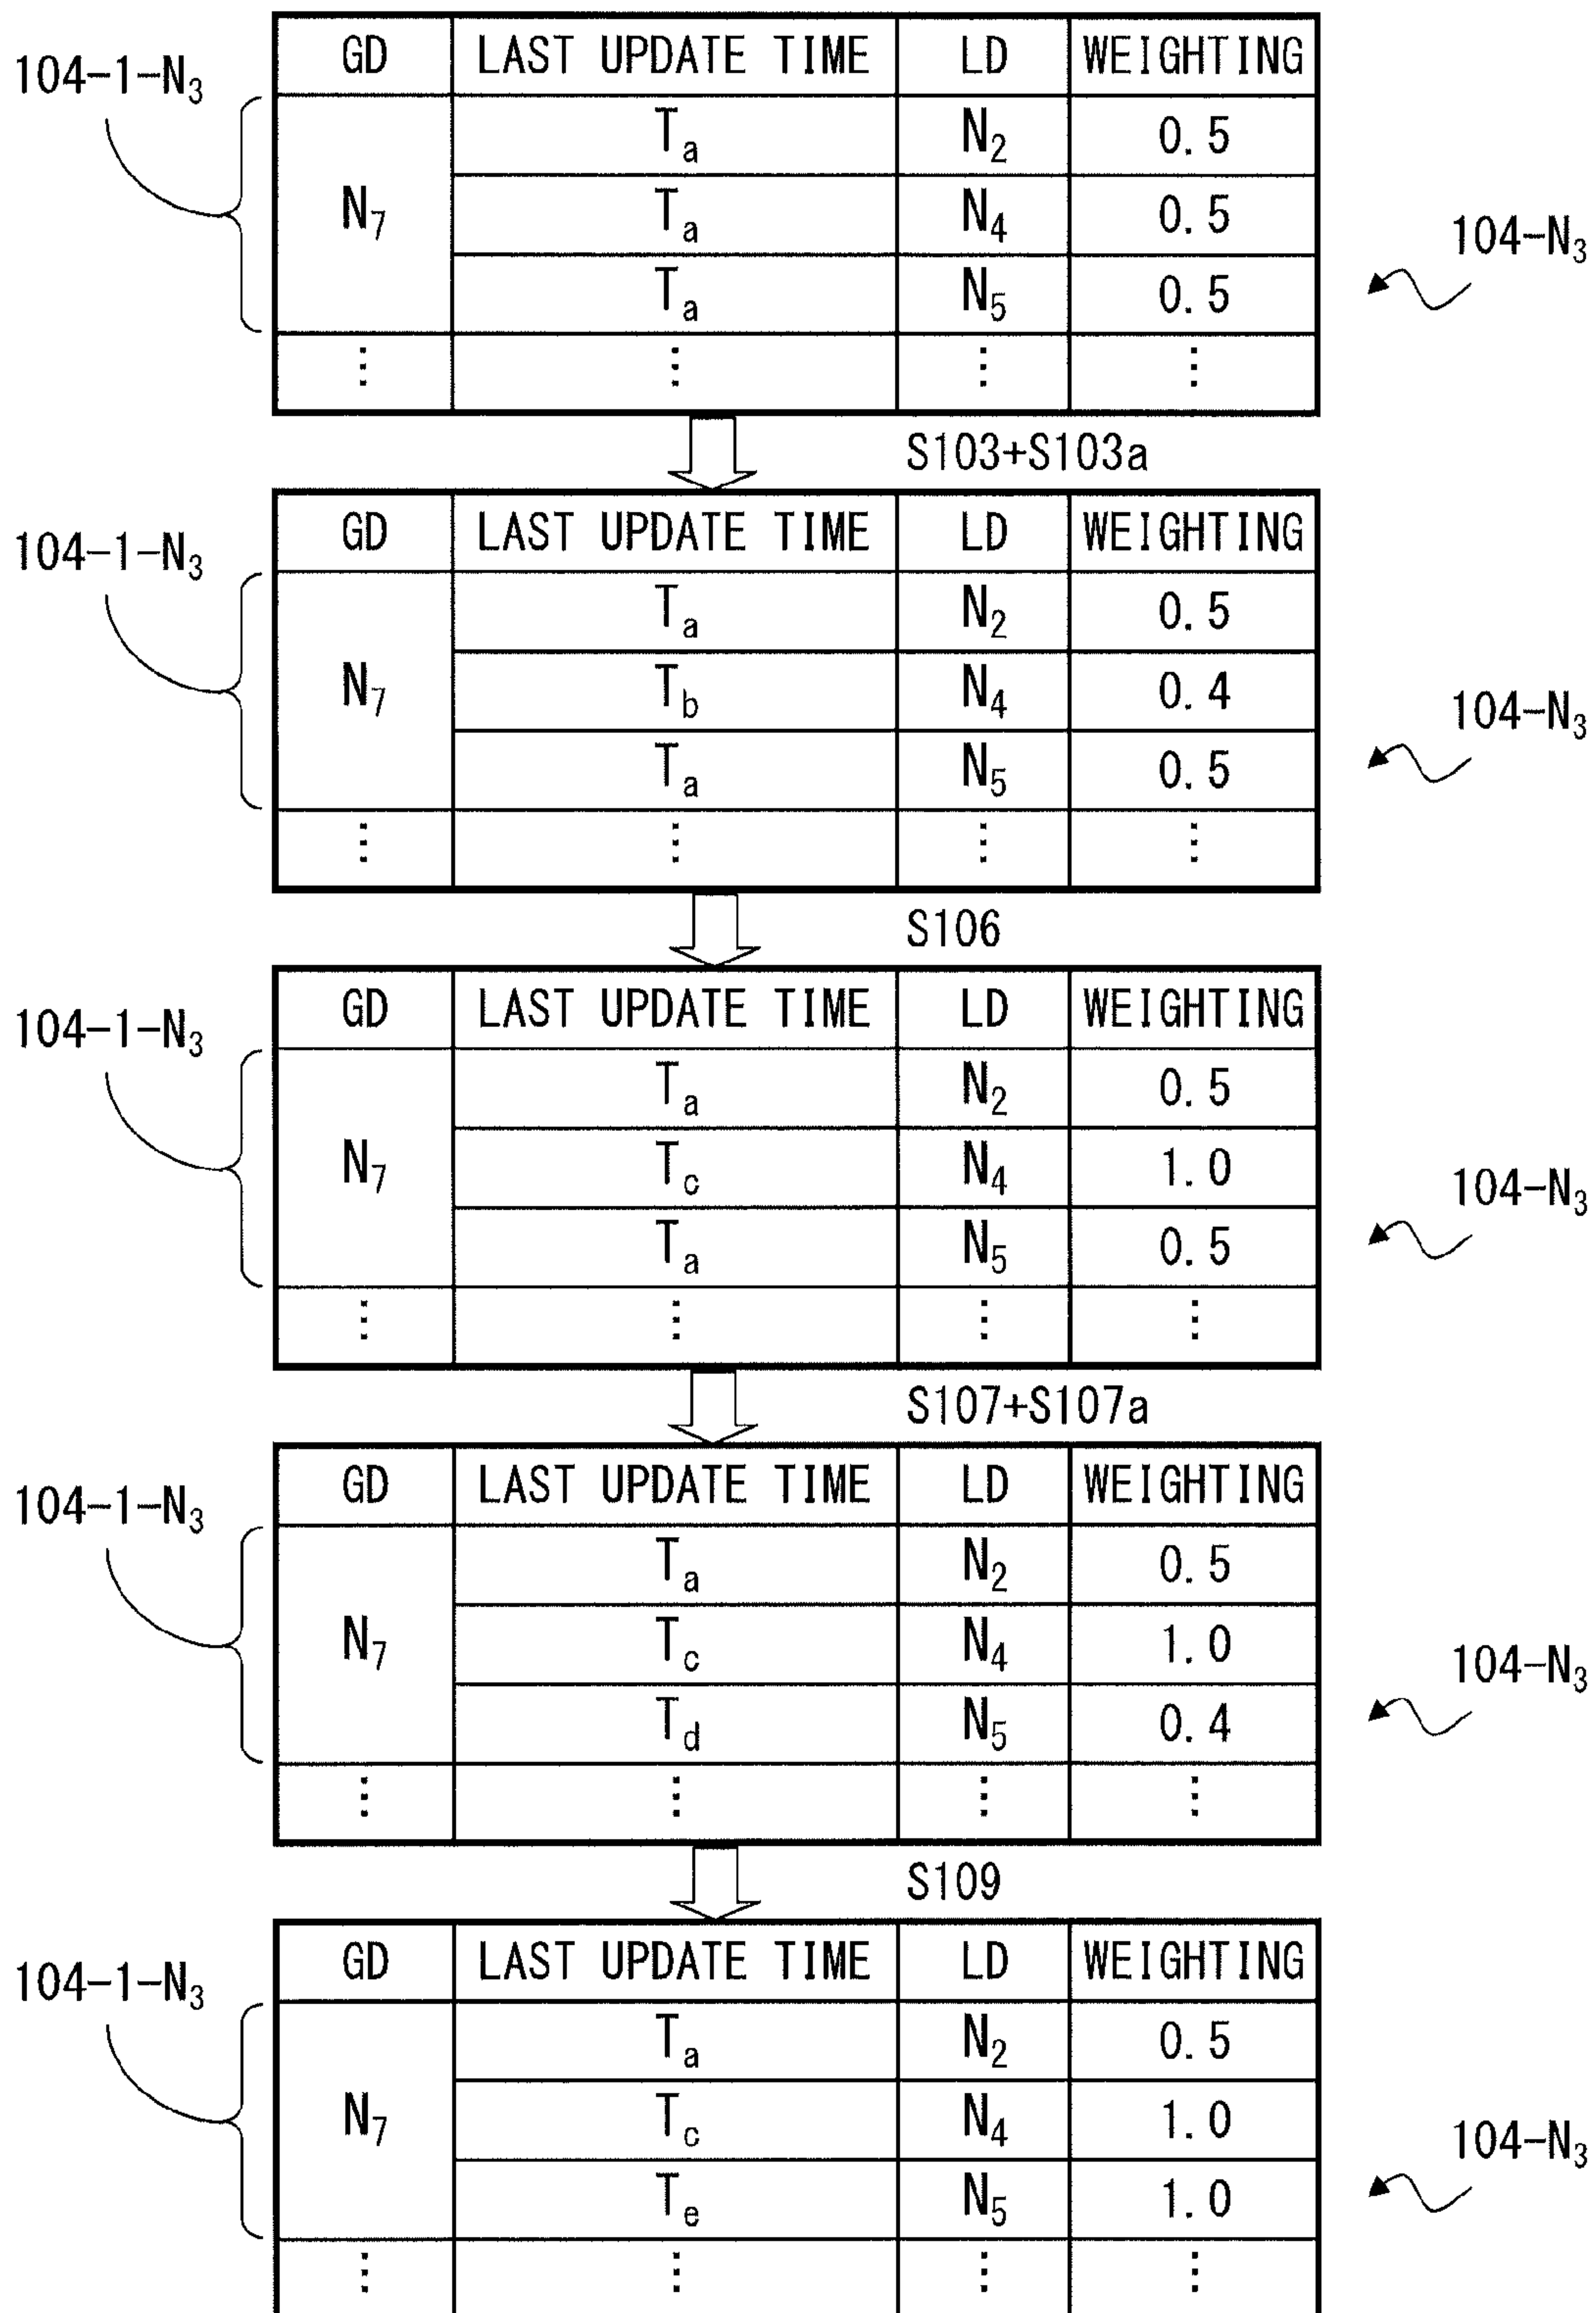 GD LAST UPDATE TIME LD WEIGHTING
104-1-N₃
Tₐ N₂ 0.5
N₇ Tₐ N₄ 0.5
104-N₃
Tₐ N₅ 0.5
⋮ ⋮ ⋮ ⋮
S103+S103a
GD LAST UPDATE TIME LD WEIGHTING
104-1-N₃
Tₐ N₂ 0.5
N₇ T_b N₄ 0.4
104-N₃
Tₐ N₅ 0.5
⋮ ⋮ ⋮ ⋮
S106
GD LAST UPDATE TIME LD WEIGHTING
104-1-N₃
Tₐ N₂ 0.5
N₇ T_c N₄ 1.0
104-N₃
Tₐ N₅ 0.5
⋮ ⋮ ⋮ ⋮
S107+S107a
GD LAST UPDATE TIME LD WEIGHTING
104-1-N₃
Tₐ N₂ 0.5
N₇ T_c N₄ 1.0
104-N₃
T_d N₅ 0.4
⋮ ⋮ ⋮ ⋮
S109
GD LAST UPDATE TIME LD WEIGHTING
104-1-N₃
Tₐ N₂ 0.5
N₇ T_c N₄ 1.0
104-N₃
Tₑ N₅ 1.0
⋮ ⋮ ⋮ ⋮